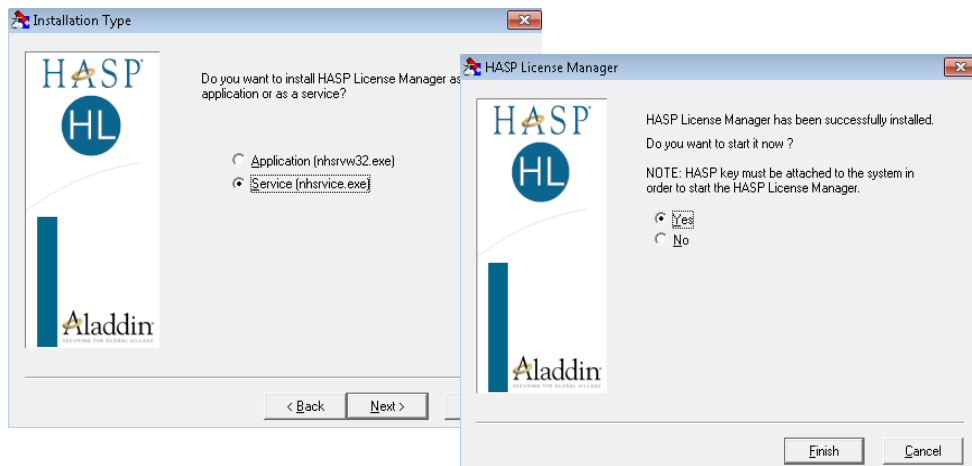 Installation Type
HASP
HL
Do you want to install HASP License Manager as
application or as a service?
Application (nhsrvw32.exe)
Service (nhsrvice.exe)
Aladdin
SECURING THE GLOBAL VILLAGE
< Back
Next >
HASP License Manager
HASP
HL
HASP License Manager has been successfully installed.
Do you want to start it now ?
NOTE: HASP key must be attached to the system in
order to start the HASP License Manager.
Yes
No
Aladdin
SECURING THE GLOBAL VILLAGE
Finish
Cancel